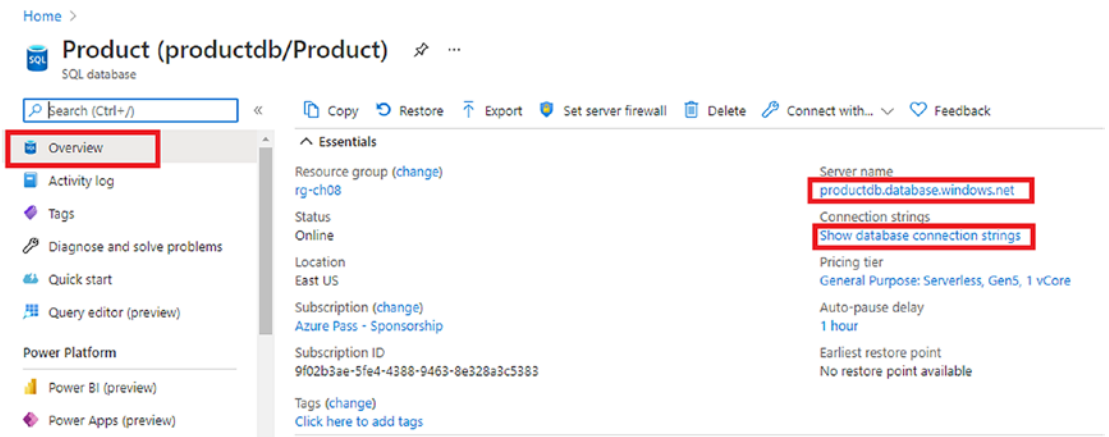 Home >
Product (productdb/Product) ...
SQL database
Search (Ctrl+/) «
Overview
Activity log
Tags
Diagnose and solve problems
Quick start
Query editor (preview)
Power Platform
Power BI (preview)
Power Apps (preview)
Copy Restore Export Set server firewall Delete Connect with... Feedback
Essentials
Resource group (change)
rg-ch08
Status
Online
Location
East US
Subscription (change)
Azure Pass - Sponsorship
Subscription ID
9f02b3ae-5fe4-4388-9463-8e328a3c5383
Tags (change)
Click here to add tags
Server name
productdb.database.windows.net
Connection strings
Show database connection strings
Pricing tier
General Purpose: Serverless, Gen5, 1 vCore
Auto-pause delay
1 hour
Earliest restore point
No restore point available